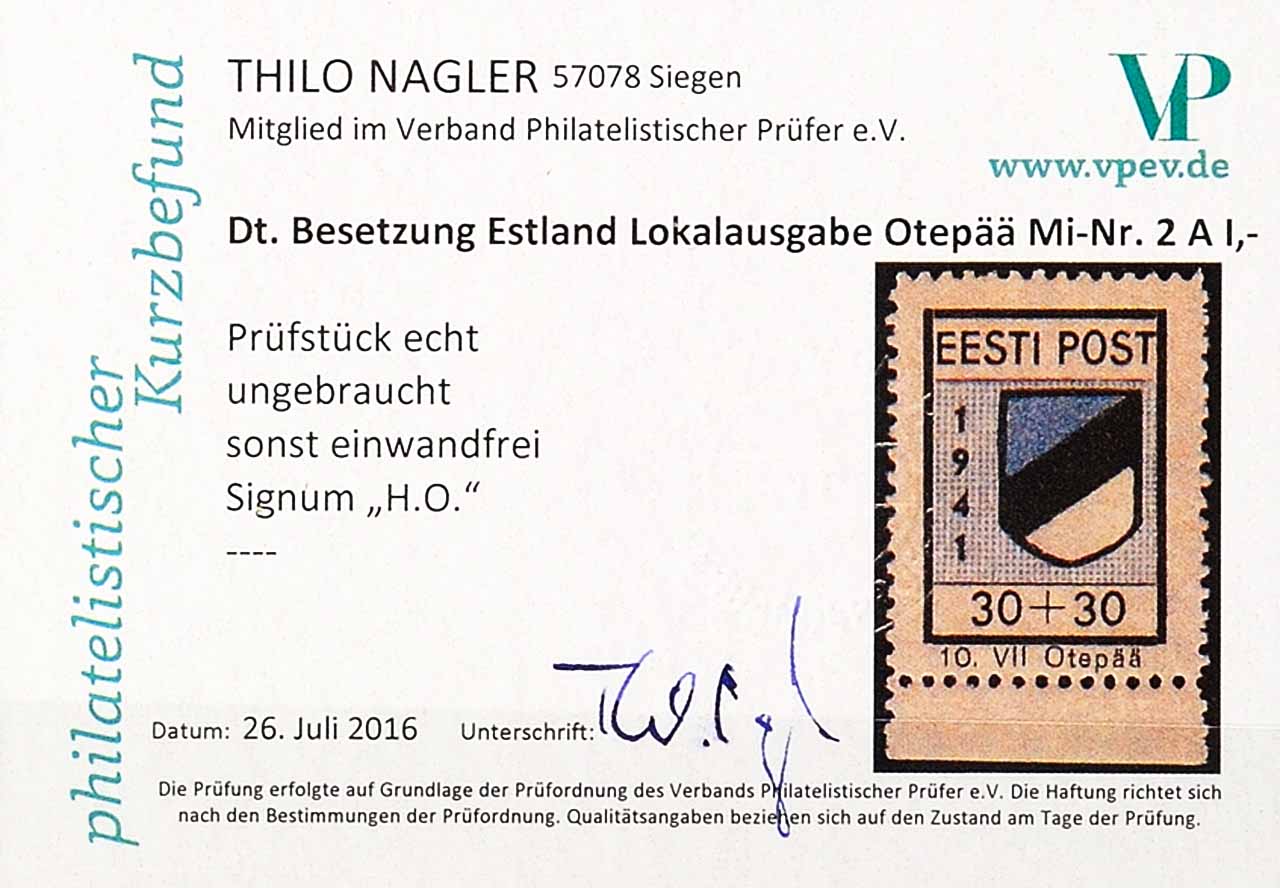 philatelistischer
Kurzbefund
THILO NAGLER 57078 Siegen
Mitglied im Verband Philatelistischer Prüfer e.V.
VP
www.vpev.de
Dt. Besetzung Estland Lokalausgabe Otepää Mi-Nr. 2 A I,-
Prüfstück echt
ungebraucht
sonst einwandfrei
Signum „H.O.“
----
EESTI POST
1
9
4
1
30+30
10. VII Otepää
Datum: 26. Juli 2016 Unterschrift:
Die Prüfung erfolgte auf Grundlage der Prüfordnung des Verbands Philatelistischer Prüfer e.V. Die Haftung richtet sich
nach den Bestimmungen der Prüfordnung. Qualitätsangaben beziehen sich auf den Zustand am Tage der Prüfung.